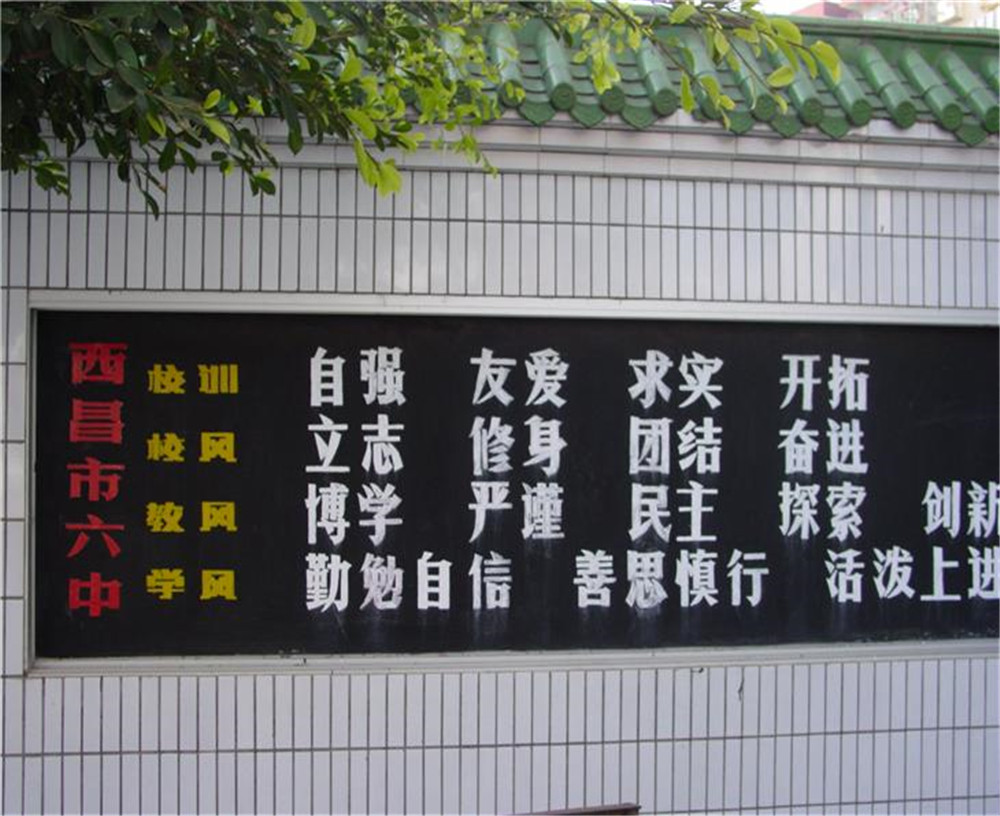 西昌市六中
校训 自强 友爱 求实 开拓
校风 立志 修身 团结 奋进
教风 博学 严谨 民主 探索 创新
学风 勤勉自信 善思慎行 活泼上进